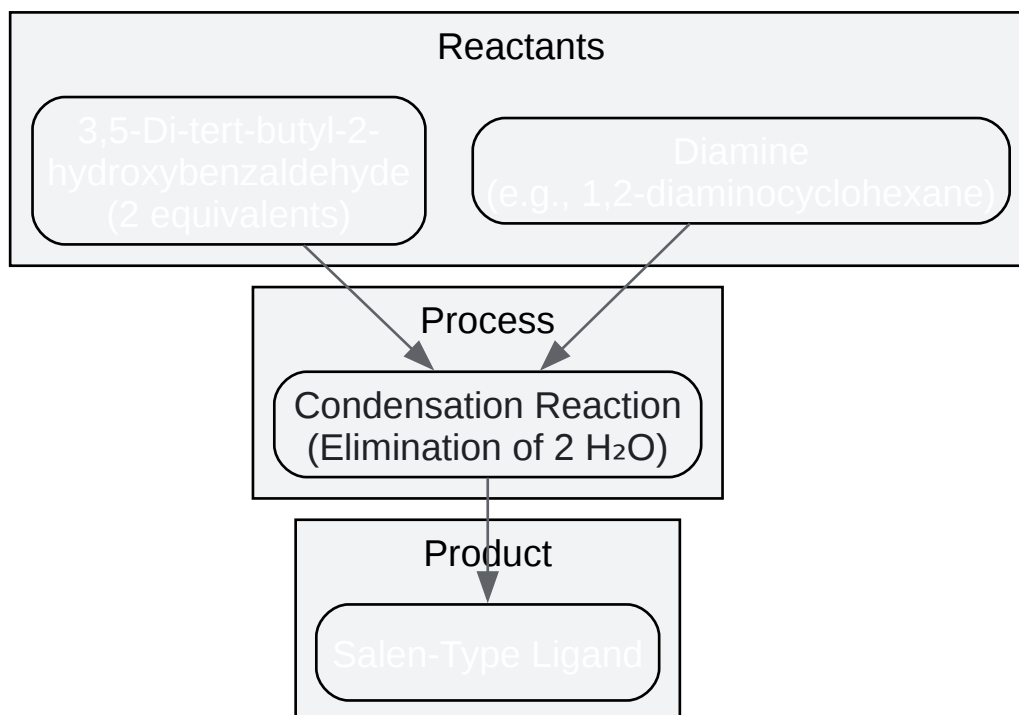 Reactants
3,5-Di-tert-butyl-2-
hydroxybenzaldehyde
(2 equivalents)
Diamine
(e.g., 1,2-diaminocyclohexane)
Process
Condensation Reaction
(Elimination of 2 H₂O)
Product
Salen-Type Ligand